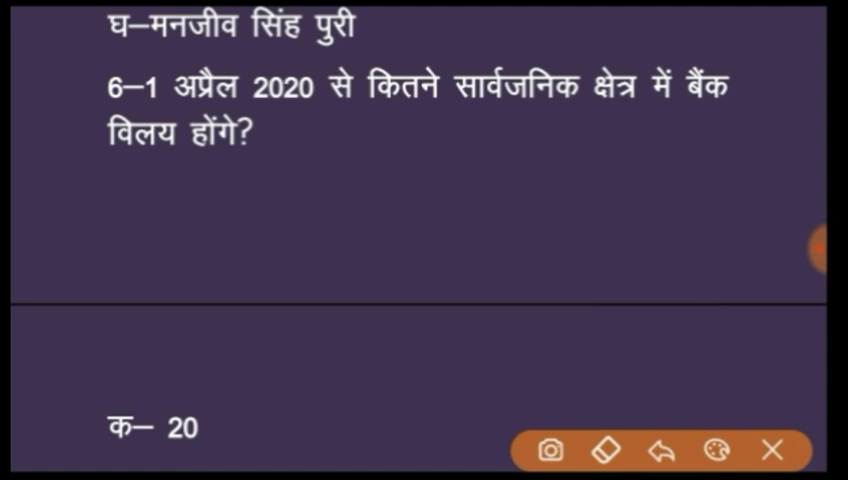 घ–मनजीव सिंह पुरी
6–1 अप्रैल 2020 से कितने सार्वजनिक क्षेत्र में बैंक
विलय होंगे?
क– 20